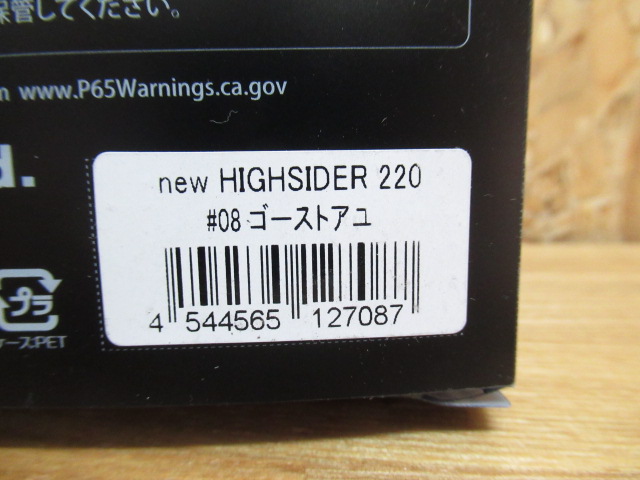 保管してください。
www.P65Warnings.ca.gov
d.
new HIGHSIDER 220
#08 ゴーストアユ
4 544565 127087
プラ
ケース:PET